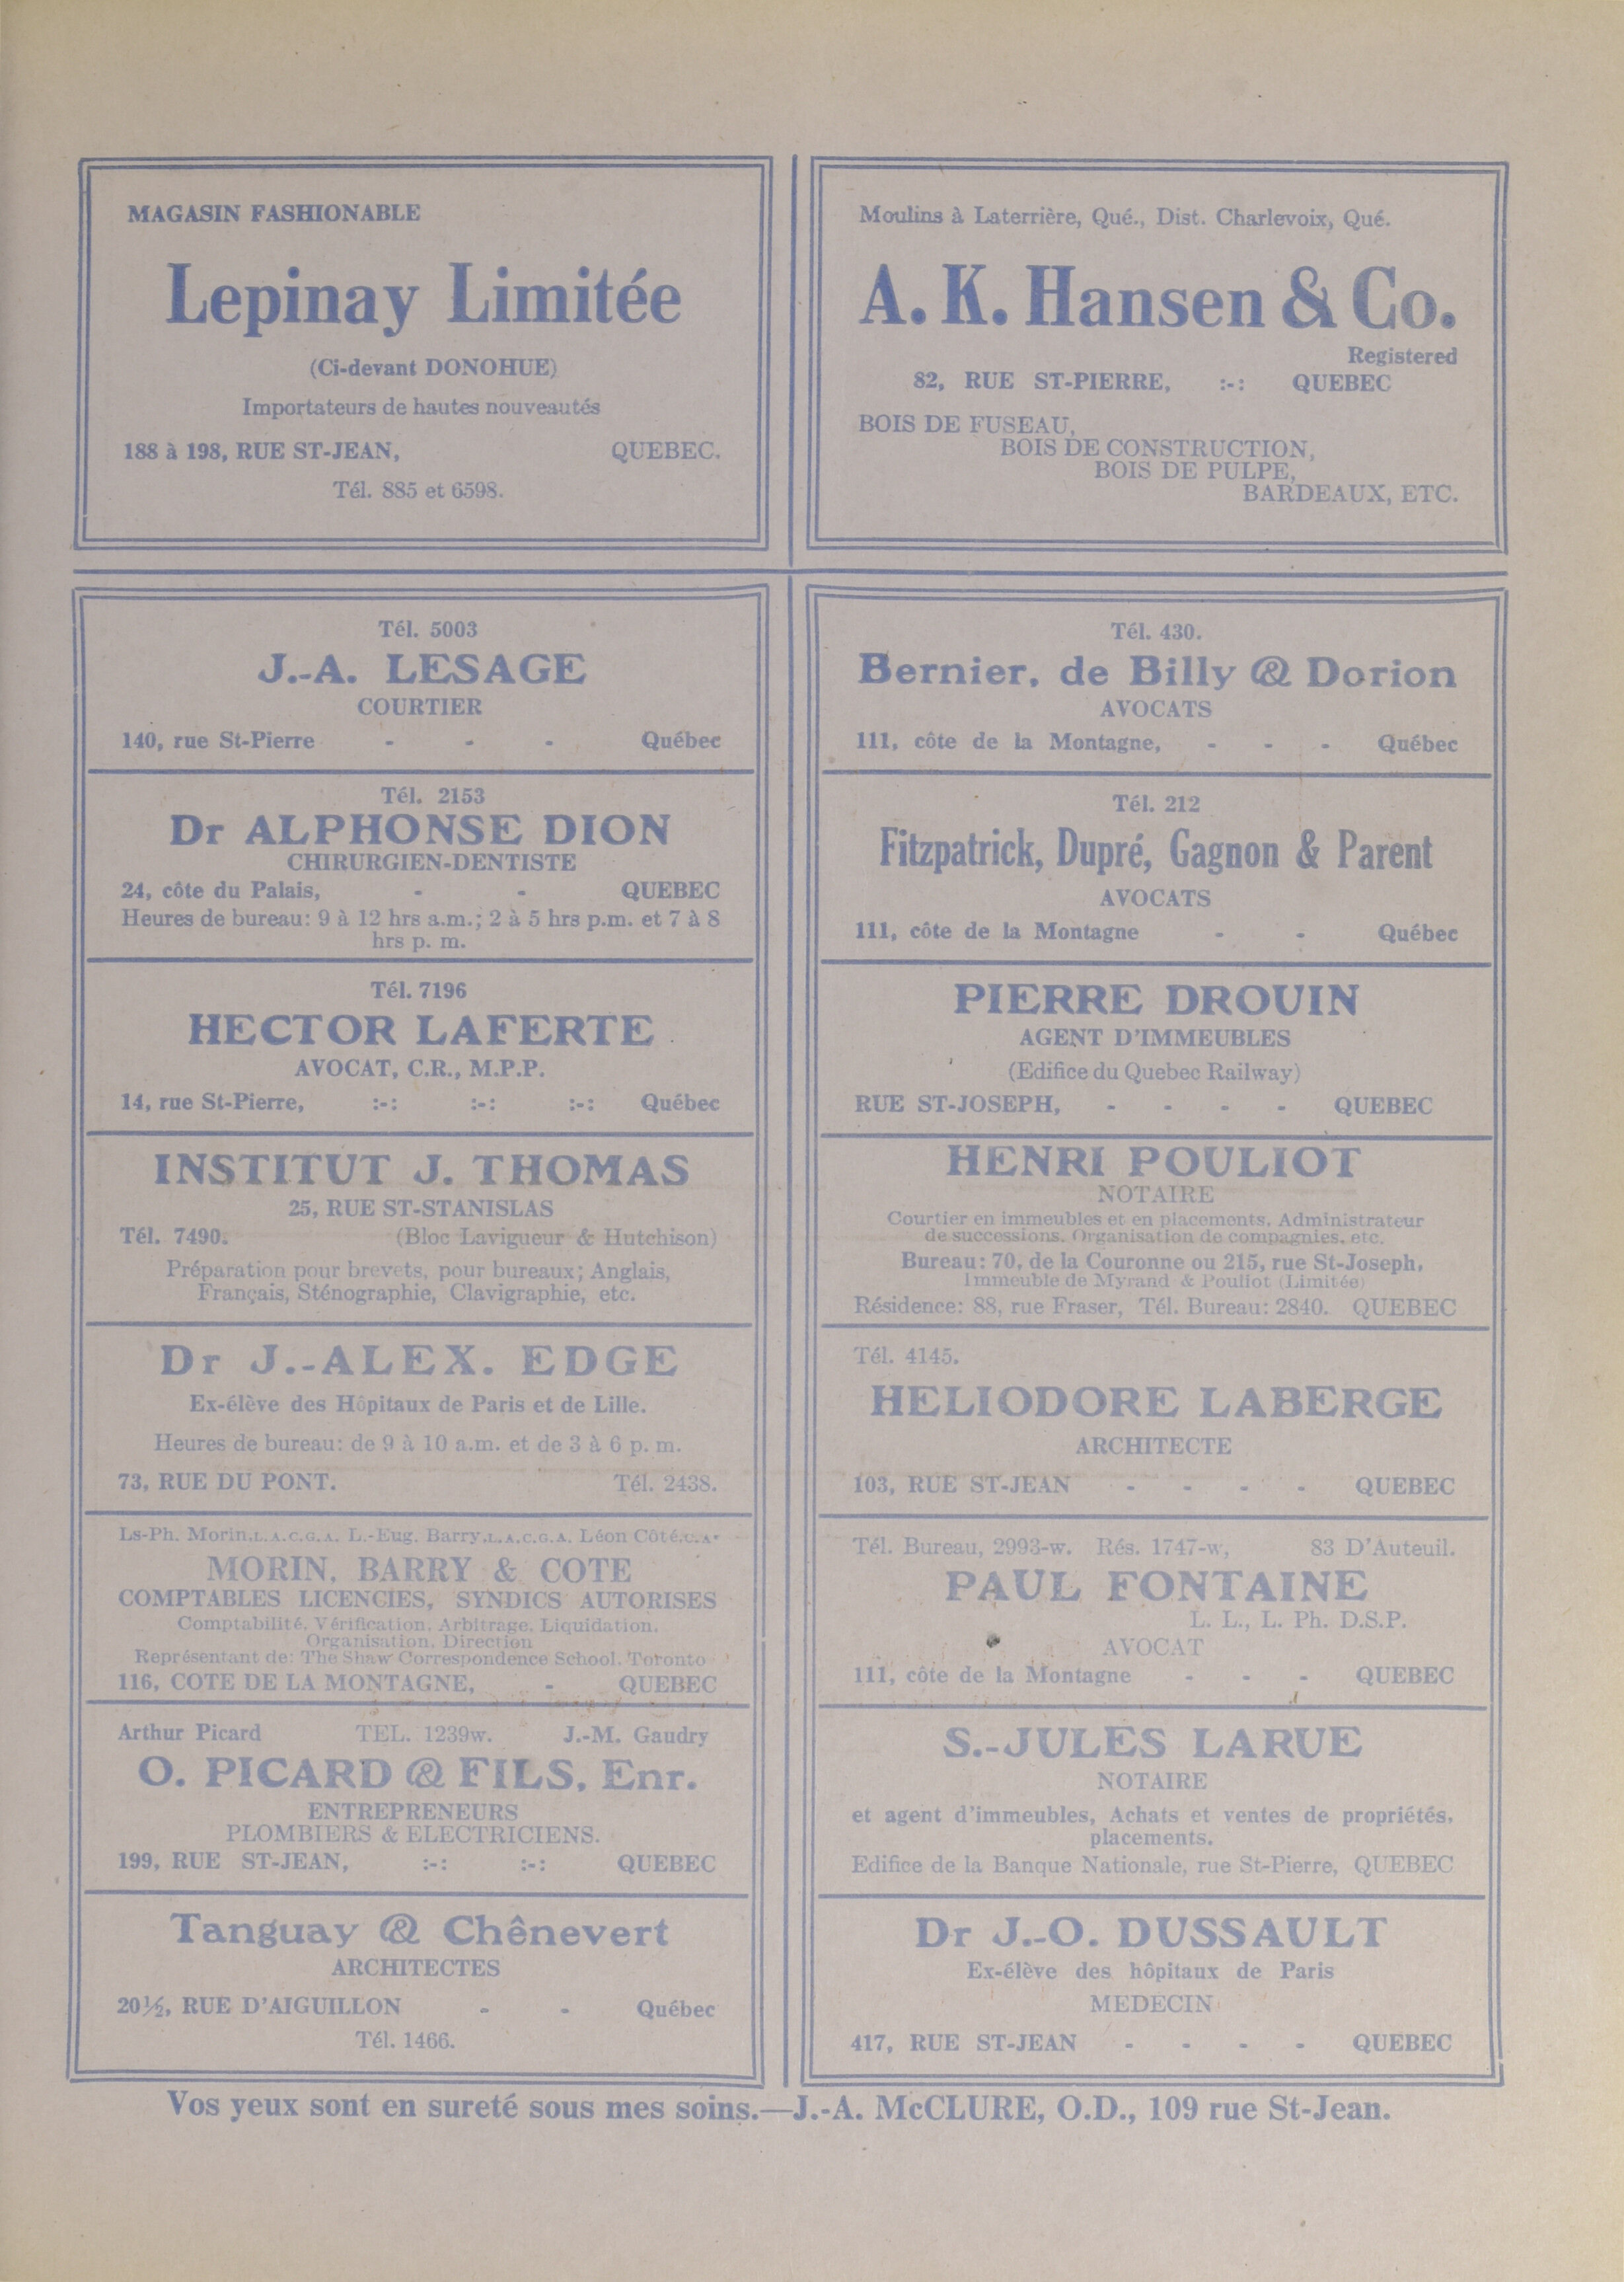 MAGASIN FASHIONABLE
Lepinay Limitée
(Ci-devant DONOHUE)
Importateurs de hautes nouveautés
188 à 198, RUE ST-JEAN, QUEBEC.
Tél. 885 et 6598.
Moulins à Laterrière, Qué., Dist. Charlevoix, Qué.
A. K. Hansen & Co.
Registered
82, RUE ST-PIERRE, :-: QUEBEC
BOIS DE FUSEAU,
BOIS DE CONSTRUCTION,
BOIS DE PULPE,
BARDEAUX, ETC.
Tél. 5003
J.-A. LESAGE
COURTIER
140, rue St-Pierre - - - Québec
Tél. 2153
Dr ALPHONSE DION
CHIRURGIEN-DENTISTE
24, côte du Palais, - - QUEBEC
Heures de bureau: 9 à 12 hrs a.m.; 2 à 5 hrs p.m. et 7 à 8
hrs p. m.
Tél. 7196
HECTOR LAFERTE
AVOCAT, C.R., M.P.P.
14, rue St-Pierre, :-: :-: :-: Québec
INSTITUT J. THOMAS
25, RUE ST-STANISLAS
Tél. 7490. (Bloc Lavigueur & Hutchison)
Préparation pour brevets, pour bureaux; Anglais,
Français, Sténographie, Clavigraphie, etc.
Dr J.-ALEX. EDGE
Ex-élève des Hôpitaux de Paris et de Lille.
Heures de bureau: de 9 à 10 a.m. et de 3 à 6 p. m.
73, RUE DU PONT. Tél. 2438.
Ls-Ph. Morin,L.A.C.G.A. L.-Eug. Barry,L.A.C.G.A. Léon Côté,C.A.
MORIN, BARRY & COTE
COMPTABLES LICENCIES, SYNDICS AUTORISES
Comptabilité, Vérification, Arbitrage, Liquidation,
Organisation, Direction
Représentant de: The Shaw Correspondence School, Toronto
116, COTE DE LA MONTAGNE, - QUEBEC
Arthur Picard TEL. 1239w. J.-M. Gaudry
O. PICARD & FILS, Enr.
ENTREPRENEURS
PLOMBIERS & ELECTRICIENS.
199, RUE ST-JEAN, :-: :-: QUEBEC
Tanguay & Chênevert
ARCHITECTES
20½, RUE D'AIGUILLON - - Québec
Tél. 1466.
Tél. 430.
Bernier, de Billy & Dorion
AVOCATS
111, côte de la Montagne, - - - Québec
Tél. 212
Fitzpatrick, Dupré, Gagnon & Parent
AVOCATS
111, côte de la Montagne - - Québec
PIERRE DROUIN
AGENT D'IMMEUBLES
(Edifice du Quebec Railway)
RUE ST-JOSEPH, - - - - QUEBEC
HENRI POULIOT
NOTAIRE
Courtier en immeubles et en placements, Administrateur
de successions, Organisation de compagnies, etc.
Bureau: 70, de la Couronne ou 215, rue St-Joseph,
Immeuble de Myrand & Pouliot (Limitée)
Résidence: 88, rue Fraser, Tél. Bureau: 2840. QUEBEC
Tél. 4145.
HELIODORE LABERGE
ARCHITECTE
103, RUE ST-JEAN - - - - QUEBEC
Tél. Bureau, 2993-w. Rés. 1747-w, 83 D'Auteuil.
PAUL FONTAINE
L. L., L. Ph. D.S.P.
AVOCAT
111, côte de la Montagne - - - QUEBEC
S.-JULES LARUE
NOTAIRE
et agent d'immeubles, Achats et ventes de propriétés,
placements.
Edifice de la Banque Nationale, rue St-Pierre, QUEBEC
Dr J.-O. DUSSAULT
Ex-élève des hôpitaux de Paris
MEDECIN
417, RUE ST-JEAN - - - - QUEBEC
Vos yeux sont en sureté sous mes soins.—J.-A. McCLURE, O.D., 109 rue St-Jean.